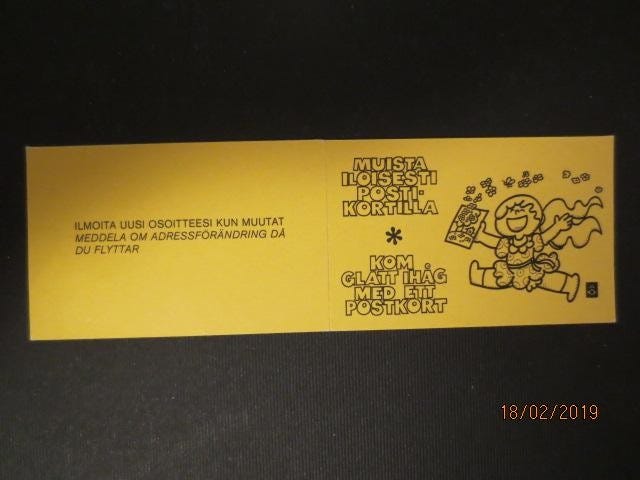 ILMOITA UUSI OSOITTEESI KUN MUUTAT
MEDDELA OM ADRESSFÖRÄNDRING DÅ
DU FLYTTAR
MUISTA
ILOISESTI
POSTI-
KORTILLA
*
KOM
GLATT IHÅG
MED ETT
POSTKORT
18/02/2019